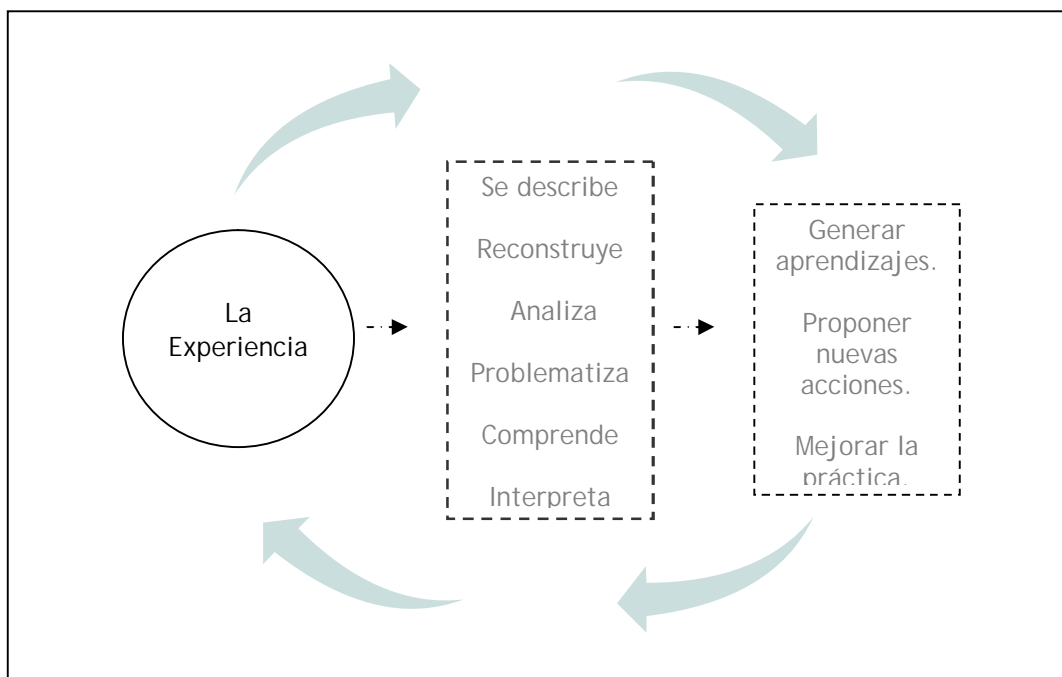 La
Experiencia
Se describe
Reconstruye
Analiza
Problematiza
Comprende
Interpreta
Generar
aprendizajes.
Proponer
nuevas
acciones.
Mejorar la
práctica.